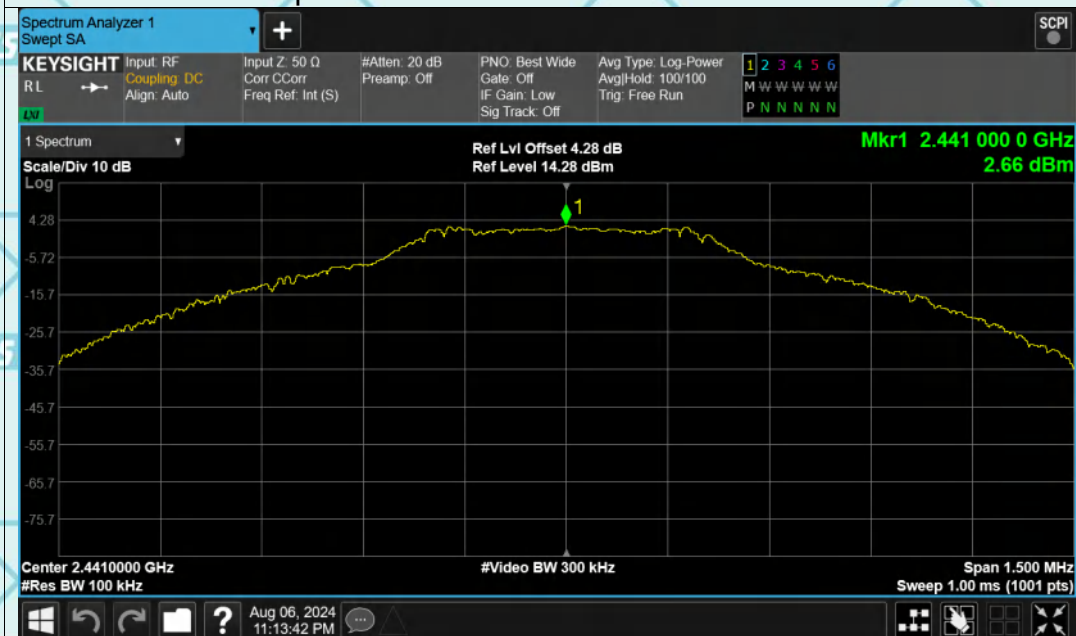 Spectrum Analyzer 1
Swept SA
+
SCPI
KEYSIGHT
RL
LXI
Input: RF
Coupling: DC
Align: Auto
Input Z: 50 Ω
Corr CCorr
Freq Ref: Int (S)
#Atten: 20 dB
Preamp: Off
PNO: Best Wide
Gate: Off
IF Gain: Low
Sig Track: Off
Avg Type: Log-Power
Avg|Hold: 100/100
Trig: Free Run
1 2 3 4 5 6
M W W W W W
P N N N N N
1 Spectrum
Scale/Div 10 dB
Log
Ref Lvl Offset 4.28 dB
Ref Level 14.28 dBm
Mkr1 2.441 000 0 GHz
2.66 dBm
1
4.28
-5.72
-15.7
-25.7
-35.7
-45.7
-55.7
-65.7
-75.7
Center 2.4410000 GHz
#Res BW 100 kHz
#Video BW 300 kHz
Span 1.500 MHz
Sweep 1.00 ms (1001 pts)
?
Aug 06, 2024
11:13:42 PM